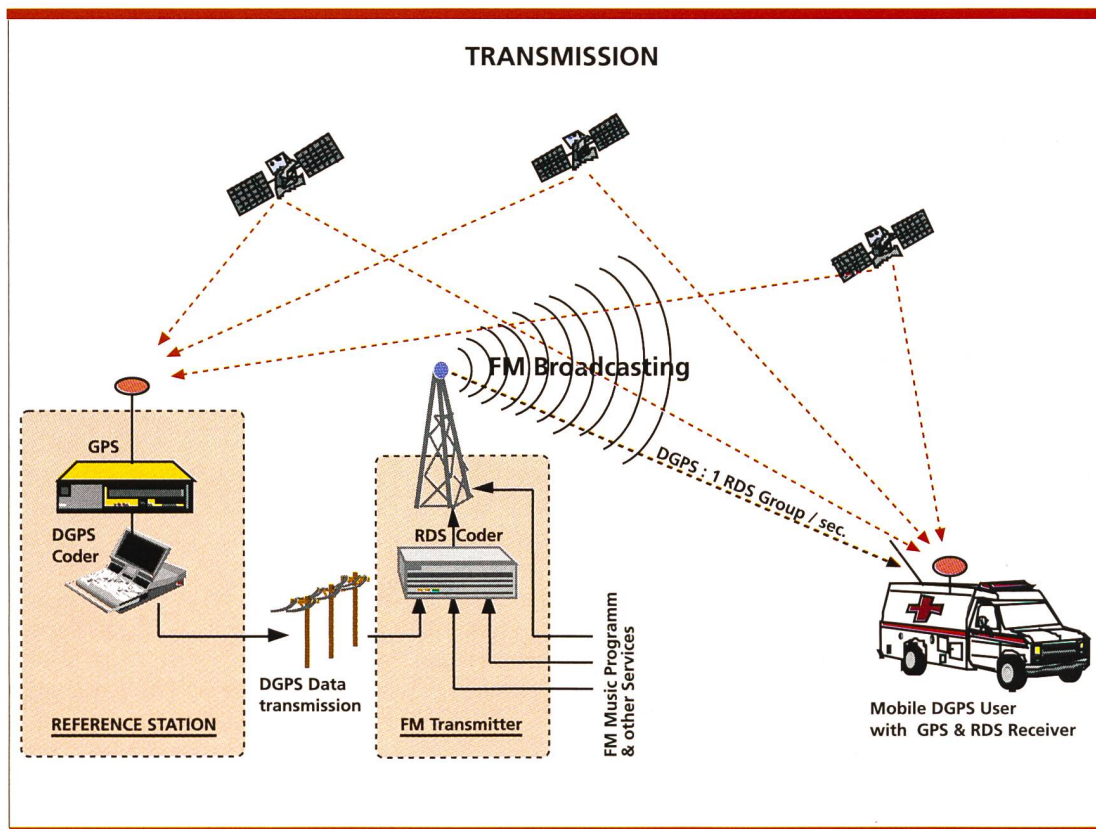 TRANSMISSION
FM Broadcasting
GPS
DGPS : 1 RDS Group / sec.
DGPS
Coder
RDS Coder
DGPS Data
transmission
FM Music Programm
& other Services
REFERENCE STATION
FM Transmitter
Mobile DGPS User
with GPS & RDS Receiver